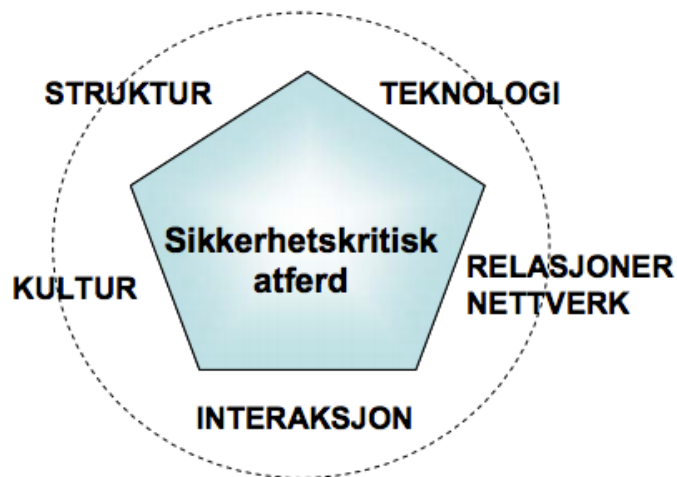 STRUKTUR
TEKNOLOGI
Sikkerhetskritisk
atferd
KULTUR
RELASJONER
NETTVERK
INTERAKSJON